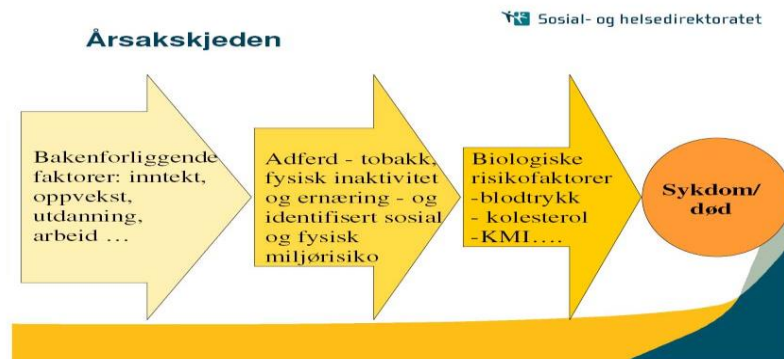 Sosial- og helsedirektoratet
Årsakskjeden
Bakenforliggende
faktorer: inntekt,
oppvekst,
utdanning,
arbeid ...
Adferd - tobakk,
fysisk inaktivitet
og ernæring - og
identifisert sosial
og fysisk
miljørisiko
Biologiske
risikofaktorer
-blodtrykk
- kolesterol
-KMI....
Sykdom/
død